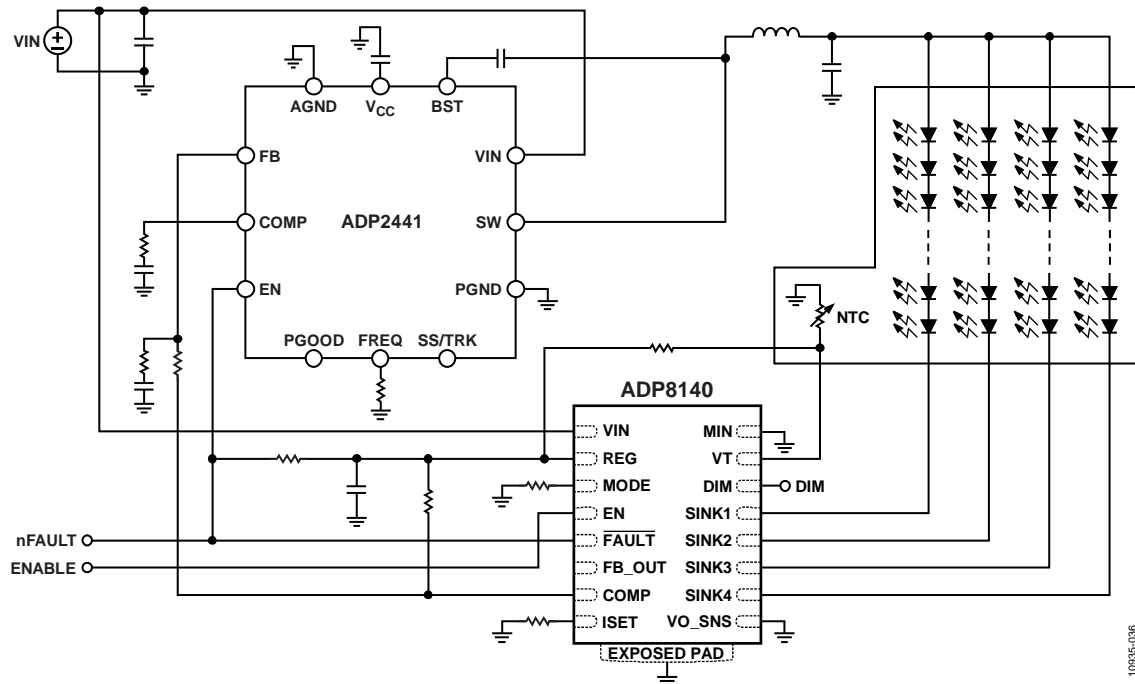 VIN
AGND
VCC
BST
FB
VIN
COMP
ADP2441
SW
EN
PGND
PGOOD
FREQ
SS/TRK
NTC
ADP8140
VIN
MIN
REG
VT
MODE
DIM
DIM
EN
SINK1
nFAULT
FAULT
SINK2
ENABLE
FB_OUT
SINK3
COMP
SINK4
ISET
VO_SNS
EXPOSED PAD
10935-036